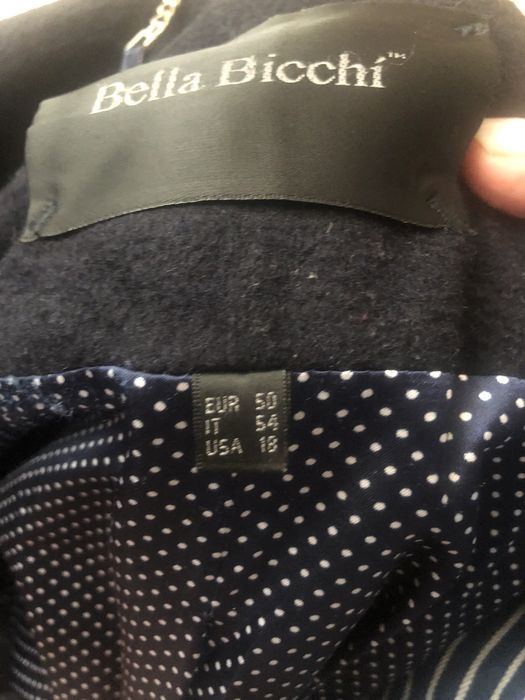 Bella Bicchí™
EUR 50
IT 54
USA 18